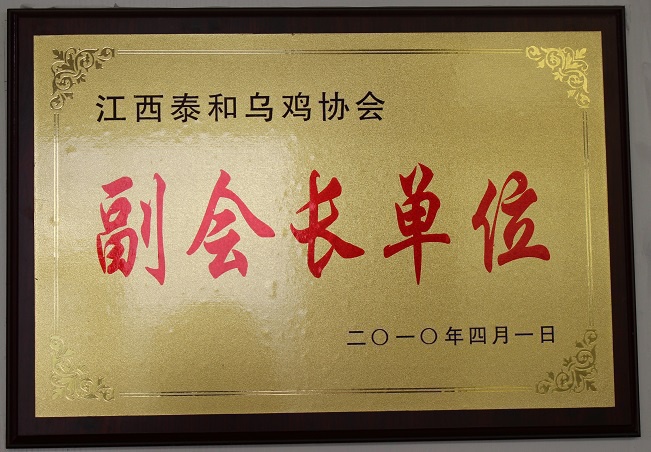 江西泰和乌鸡协会
副会长单位
二〇一〇年四月一日